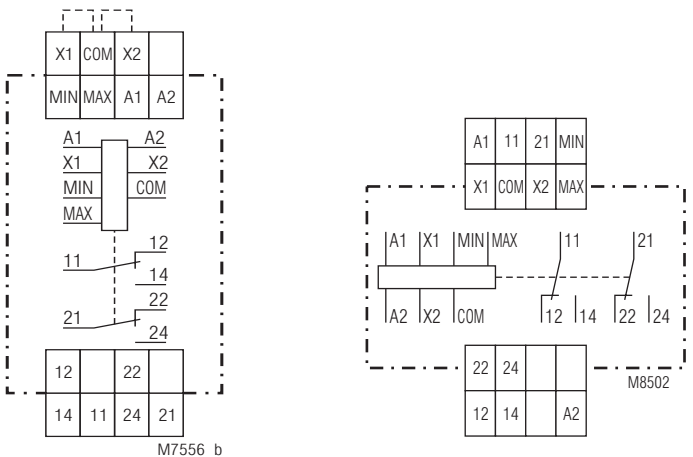 X1 COM X2
MIN MAX A1 A2
A1 A2
X1 X2
MIN COM
MAX
12
11
14
22
21
24
12 22
14 11 24 21
M7556 b
A1 11 21 MIN
X1 COM X2 MAX
A1 X1 MIN MAX 11 21
A2 X2 COM 12 14 22 24
22 24
M8502
12 14 A2